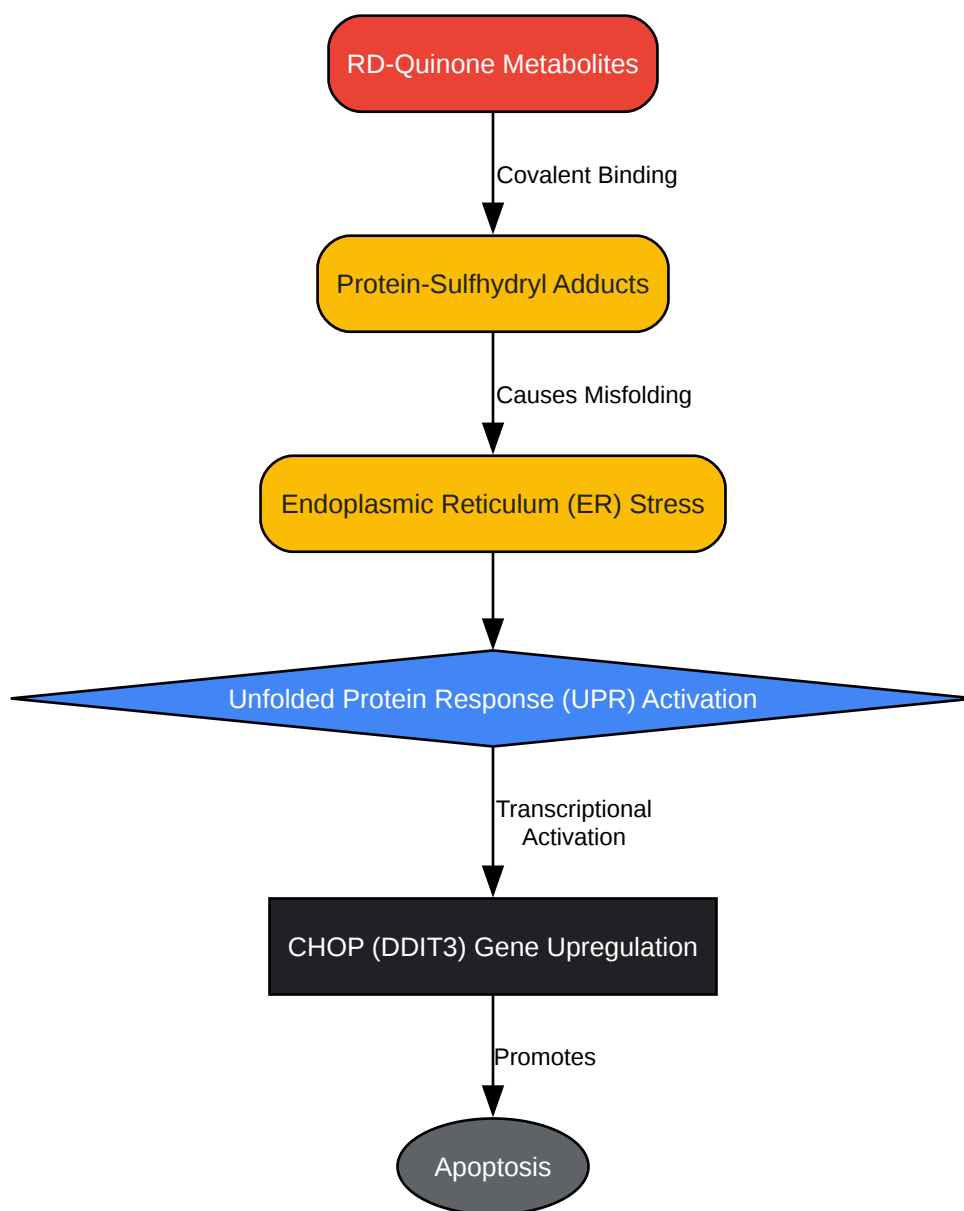 RD-Quinone Metabolites
Covalent Binding
Protein-Sulfhydryl Adducts
Causes Misfolding
Endoplasmic Reticulum (ER) Stress
Unfolded Protein Response (UPR) Activation
Transcriptional
Activation
CHOP (DDIT3) Gene Upregulation
Promotes
Apoptosis